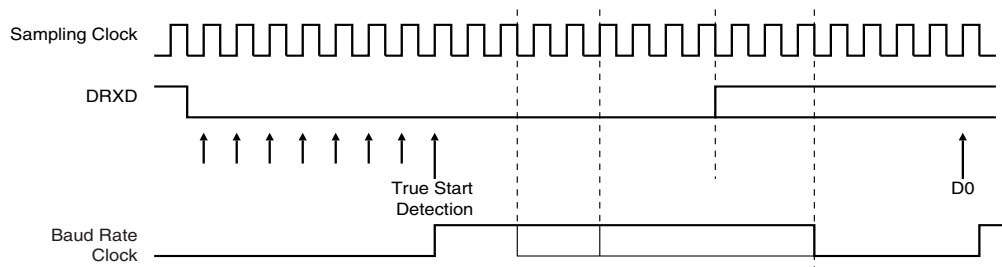 Sampling Clock
DRXD
True Start
Detection
D0
Baud Rate
Clock